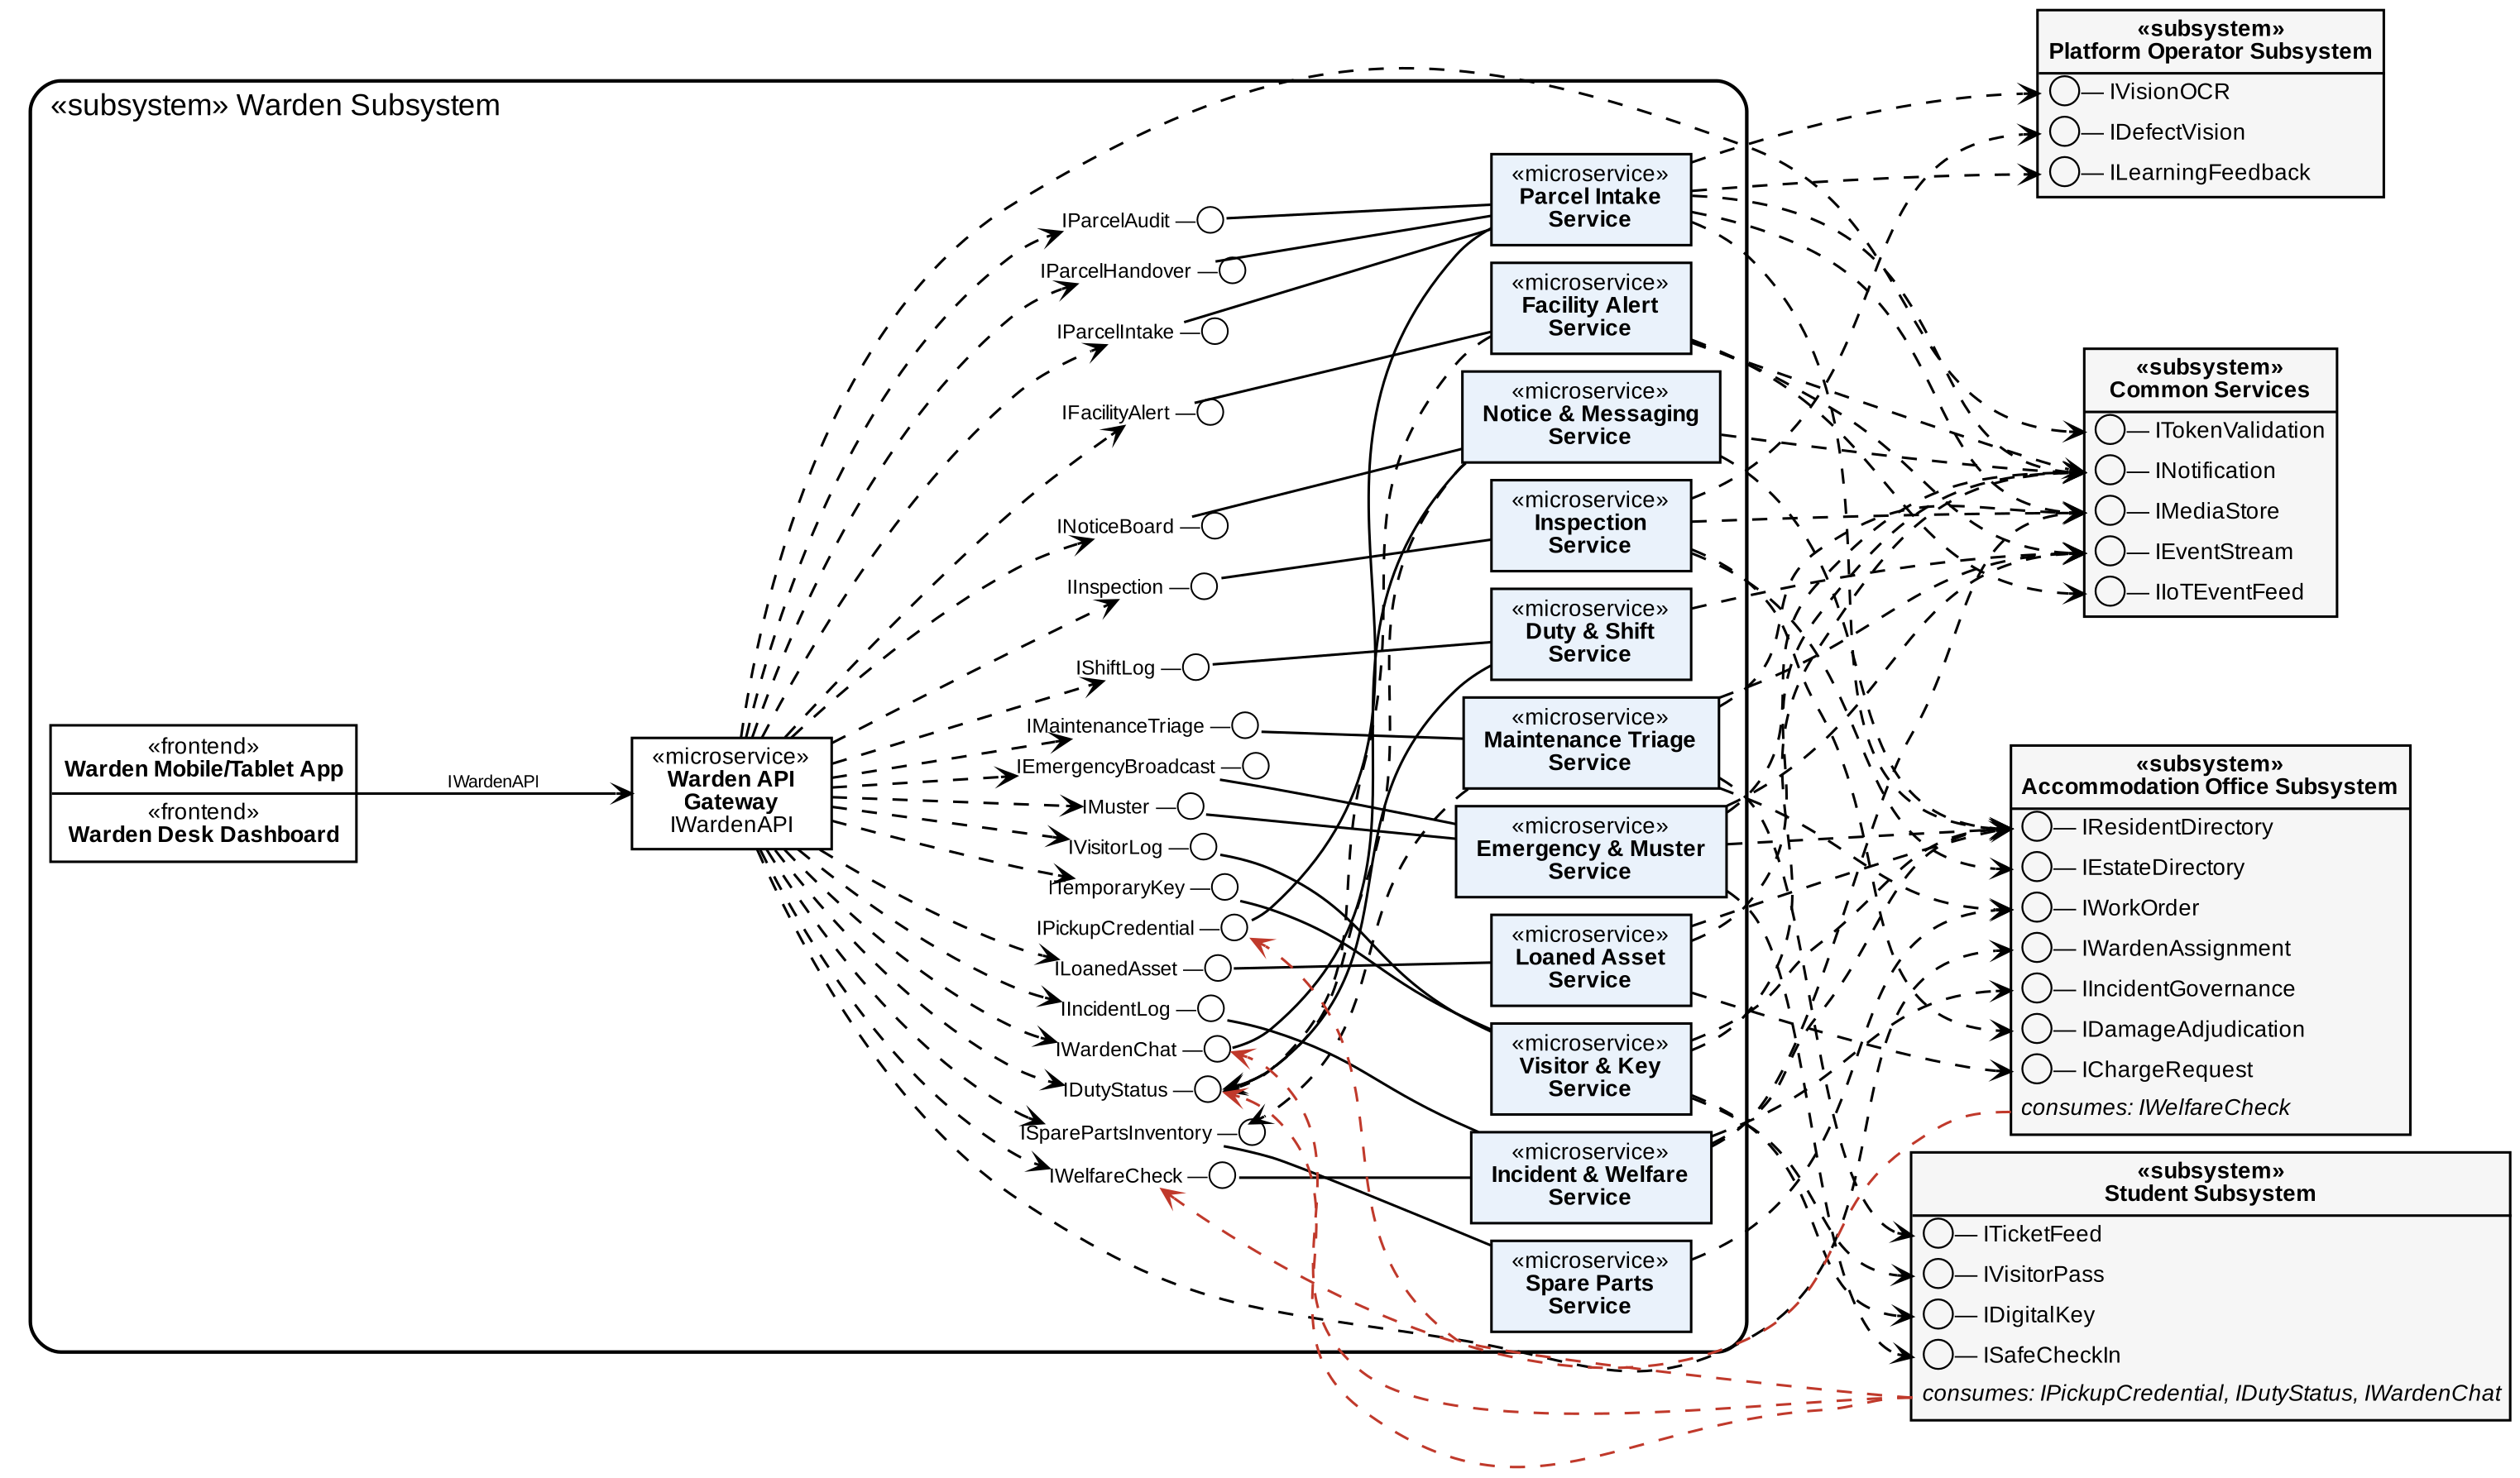 «subsystem» Warden Subsystem
«frontend»
Warden Mobile/Tablet App
«frontend»
Warden Desk Dashboard
IWardenAPI
«microservice»
Warden API
Gateway
IWardenAPI
IParcelAudit
IParcelHandover
IParcelIntake
IFacilityAlert
INoticeBoard
IInspection
IShiftLog
IMaintenanceTriage
IEmergencyBroadcast
IMuster
IVisitorLog
ITemporaryKey
IPickupCredential
ILoanedAsset
IIncidentLog
IWardenChat
IDutyStatus
ISparePartsInventory
IWelfareCheck
«microservice»
Parcel Intake
Service
«microservice»
Facility Alert
Service
«microservice»
Notice & Messaging
Service
«microservice»
Inspection
Service
«microservice»
Duty & Shift
Service
«microservice»
Maintenance Triage
Service
«microservice»
Emergency & Muster
Service
«microservice»
Loaned Asset
Service
«microservice»
Visitor & Key
Service
«microservice»
Incident & Welfare
Service
«microservice»
Spare Parts
Service
«subsystem»
Platform Operator Subsystem
IVisionOCR
IDefectVision
ILearningFeedback
«subsystem»
Common Services
ITokenValidation
INotification
IMediaStore
IEventStream
IIoTEventFeed
«subsystem»
Accommodation Office Subsystem
IResidentDirectory
IEstateDirectory
IWorkOrder
IWardenAssignment
IIncidentGovernance
IDamageAdjudication
IChargeRequest
consumes: IWelfareCheck
«subsystem»
Student Subsystem
ITicketFeed
IVisitorPass
IDigitalKey
ISafeCheckIn
consumes: IPickupCredential, IDutyStatus, IWardenChat